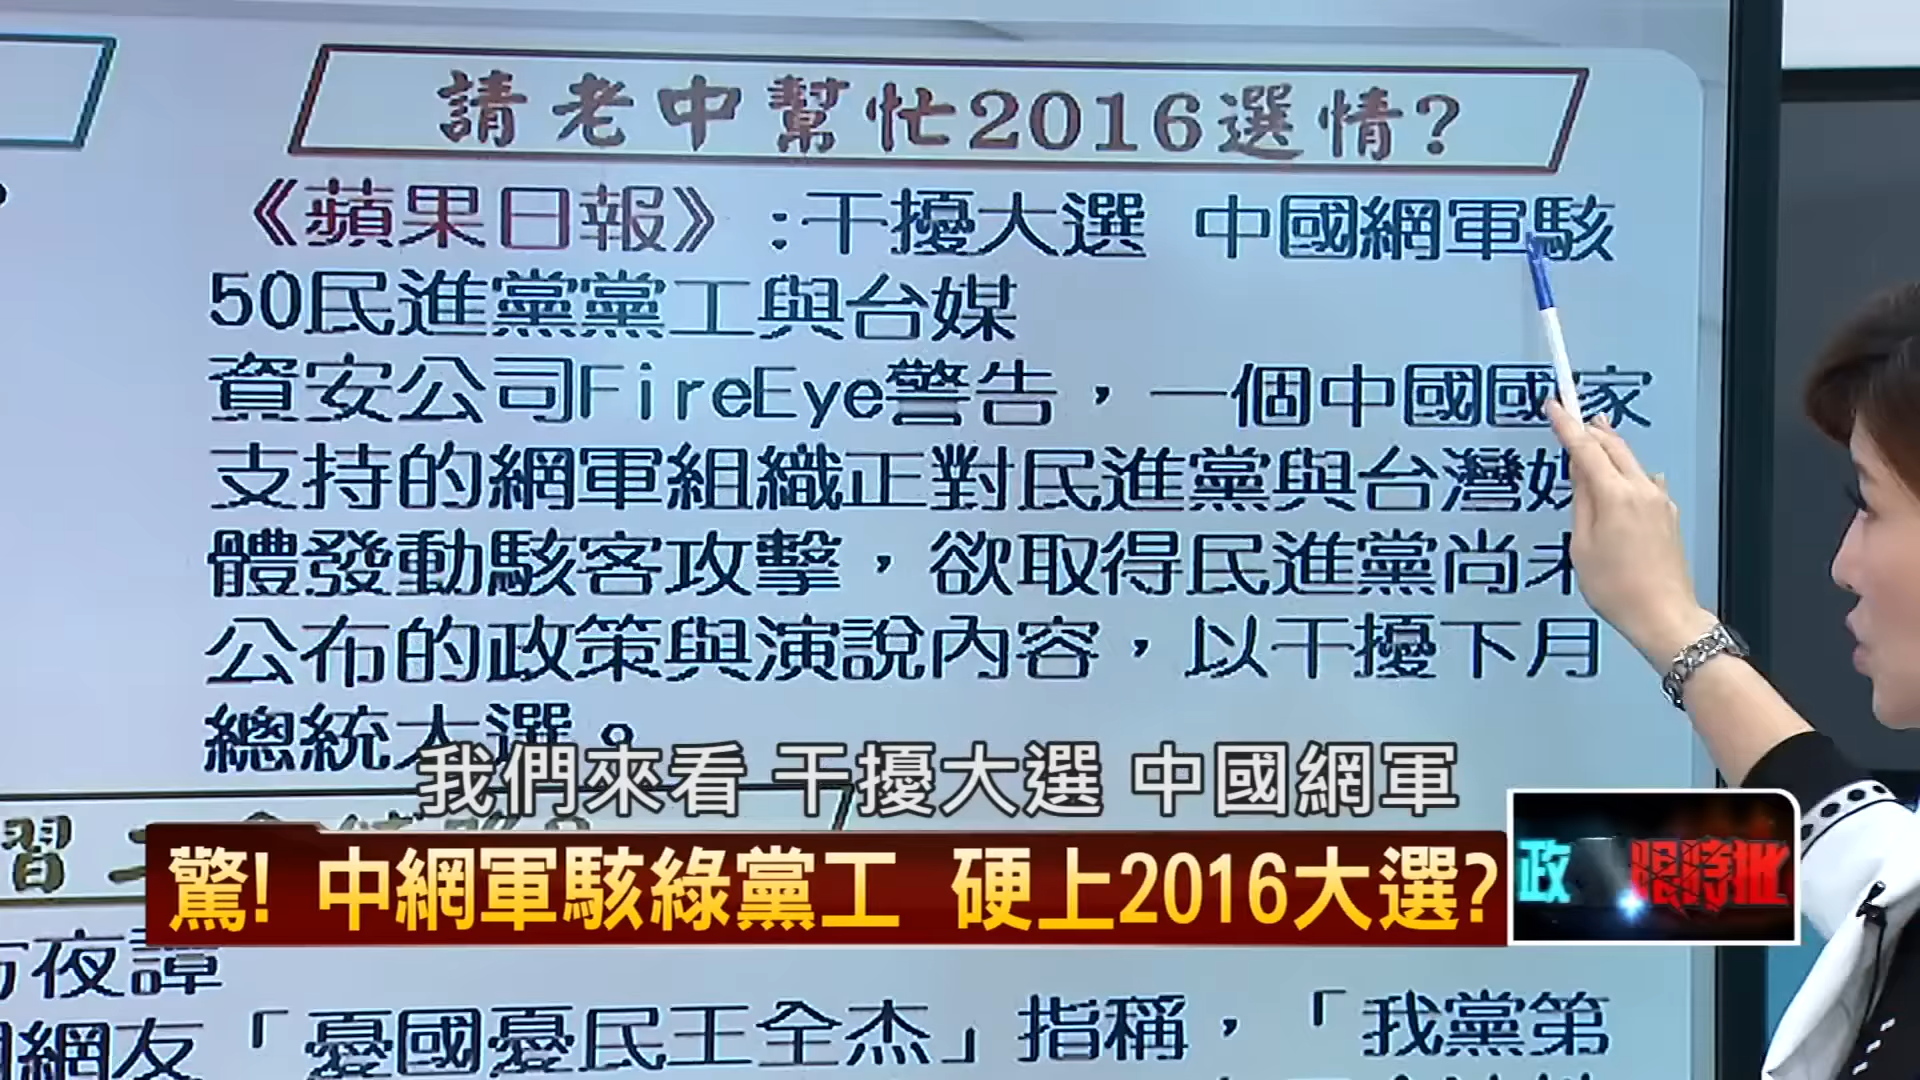 請老中幫忙2016選情?
《蘋果日報》:干擾大選 中國網軍駭
50民進黨黨工與台媒
資安公司FireEye警告，一個中國國家
支持的網軍組織正對民進黨與台灣媒
體發動駭客攻擊，欲取得民進黨尚未
公布的政策與演說內容，以干擾下月
總統大選。
我們來看 干擾大選 中國網軍
驚! 中網軍駭綠黨工 硬上2016大選?
政
夜譚
網友「憂國憂民王全杰」指稱，「我黨第